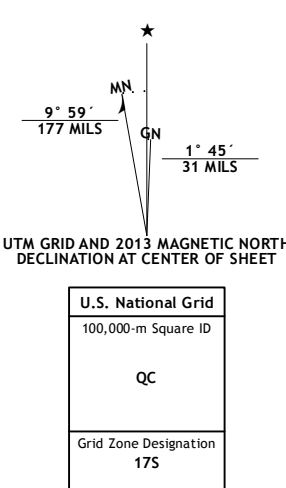 MN
9° 59´
177 MILS
GN
1° 45´
31 MILS
UTM GRID AND 2013 MAGNETIC NORTH
DECLINATION AT CENTER OF SHEET
U.S. National Grid
100,000-m Square ID
QC
Grid Zone Designation
17S